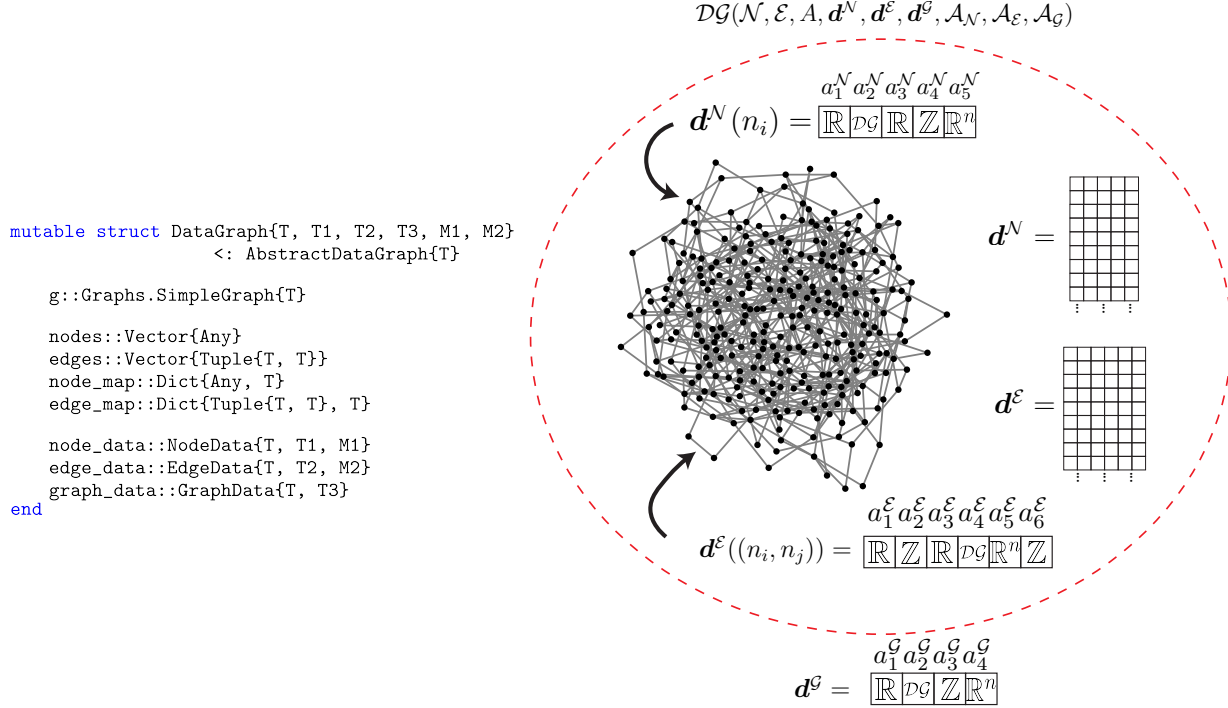 mutable struct DataGraph{T, T1, T2, T3, M1, M2}
<: AbstractDataGraph{T}
g::Graphs.SimpleGraph{T}
nodes::Vector{Any}
edges::Vector{Tuple{T, T}}
node_map::Dict{Any, T}
edge_map::Dict{Tuple{T, T}, T}
node_data::NodeData{T, T1, M1}
edge_data::EdgeData{T, T2, M2}
graph_data::GraphData{T, T3}
end
𝒟𝒢(𝒩, ℰ, A, 𝒅^𝒩, 𝒅^ℰ, 𝒅^𝒢, 𝒜_𝒩, 𝒜_ℰ, 𝒜_𝒢)
a_1^𝒩 a_2^𝒩 a_3^𝒩 a_4^𝒩 a_5^𝒩
𝒅^𝒩(n_i) = ℝ 𝒟𝒢 ℝ ℤ ℝ^n
𝒅^𝒩 =
𝒅^ℰ =
a_1^ℰ a_2^ℰ a_3^ℰ a_4^ℰ a_5^ℰ a_6^ℰ
𝒅^ℰ((n_i, n_j)) = ℝ ℤ ℝ 𝒟𝒢 ℝ^n ℤ
a_1^𝒢 a_2^𝒢 a_3^𝒢 a_4^𝒢
𝒅^𝒢 = ℝ 𝒟𝒢 ℤ ℝ^n